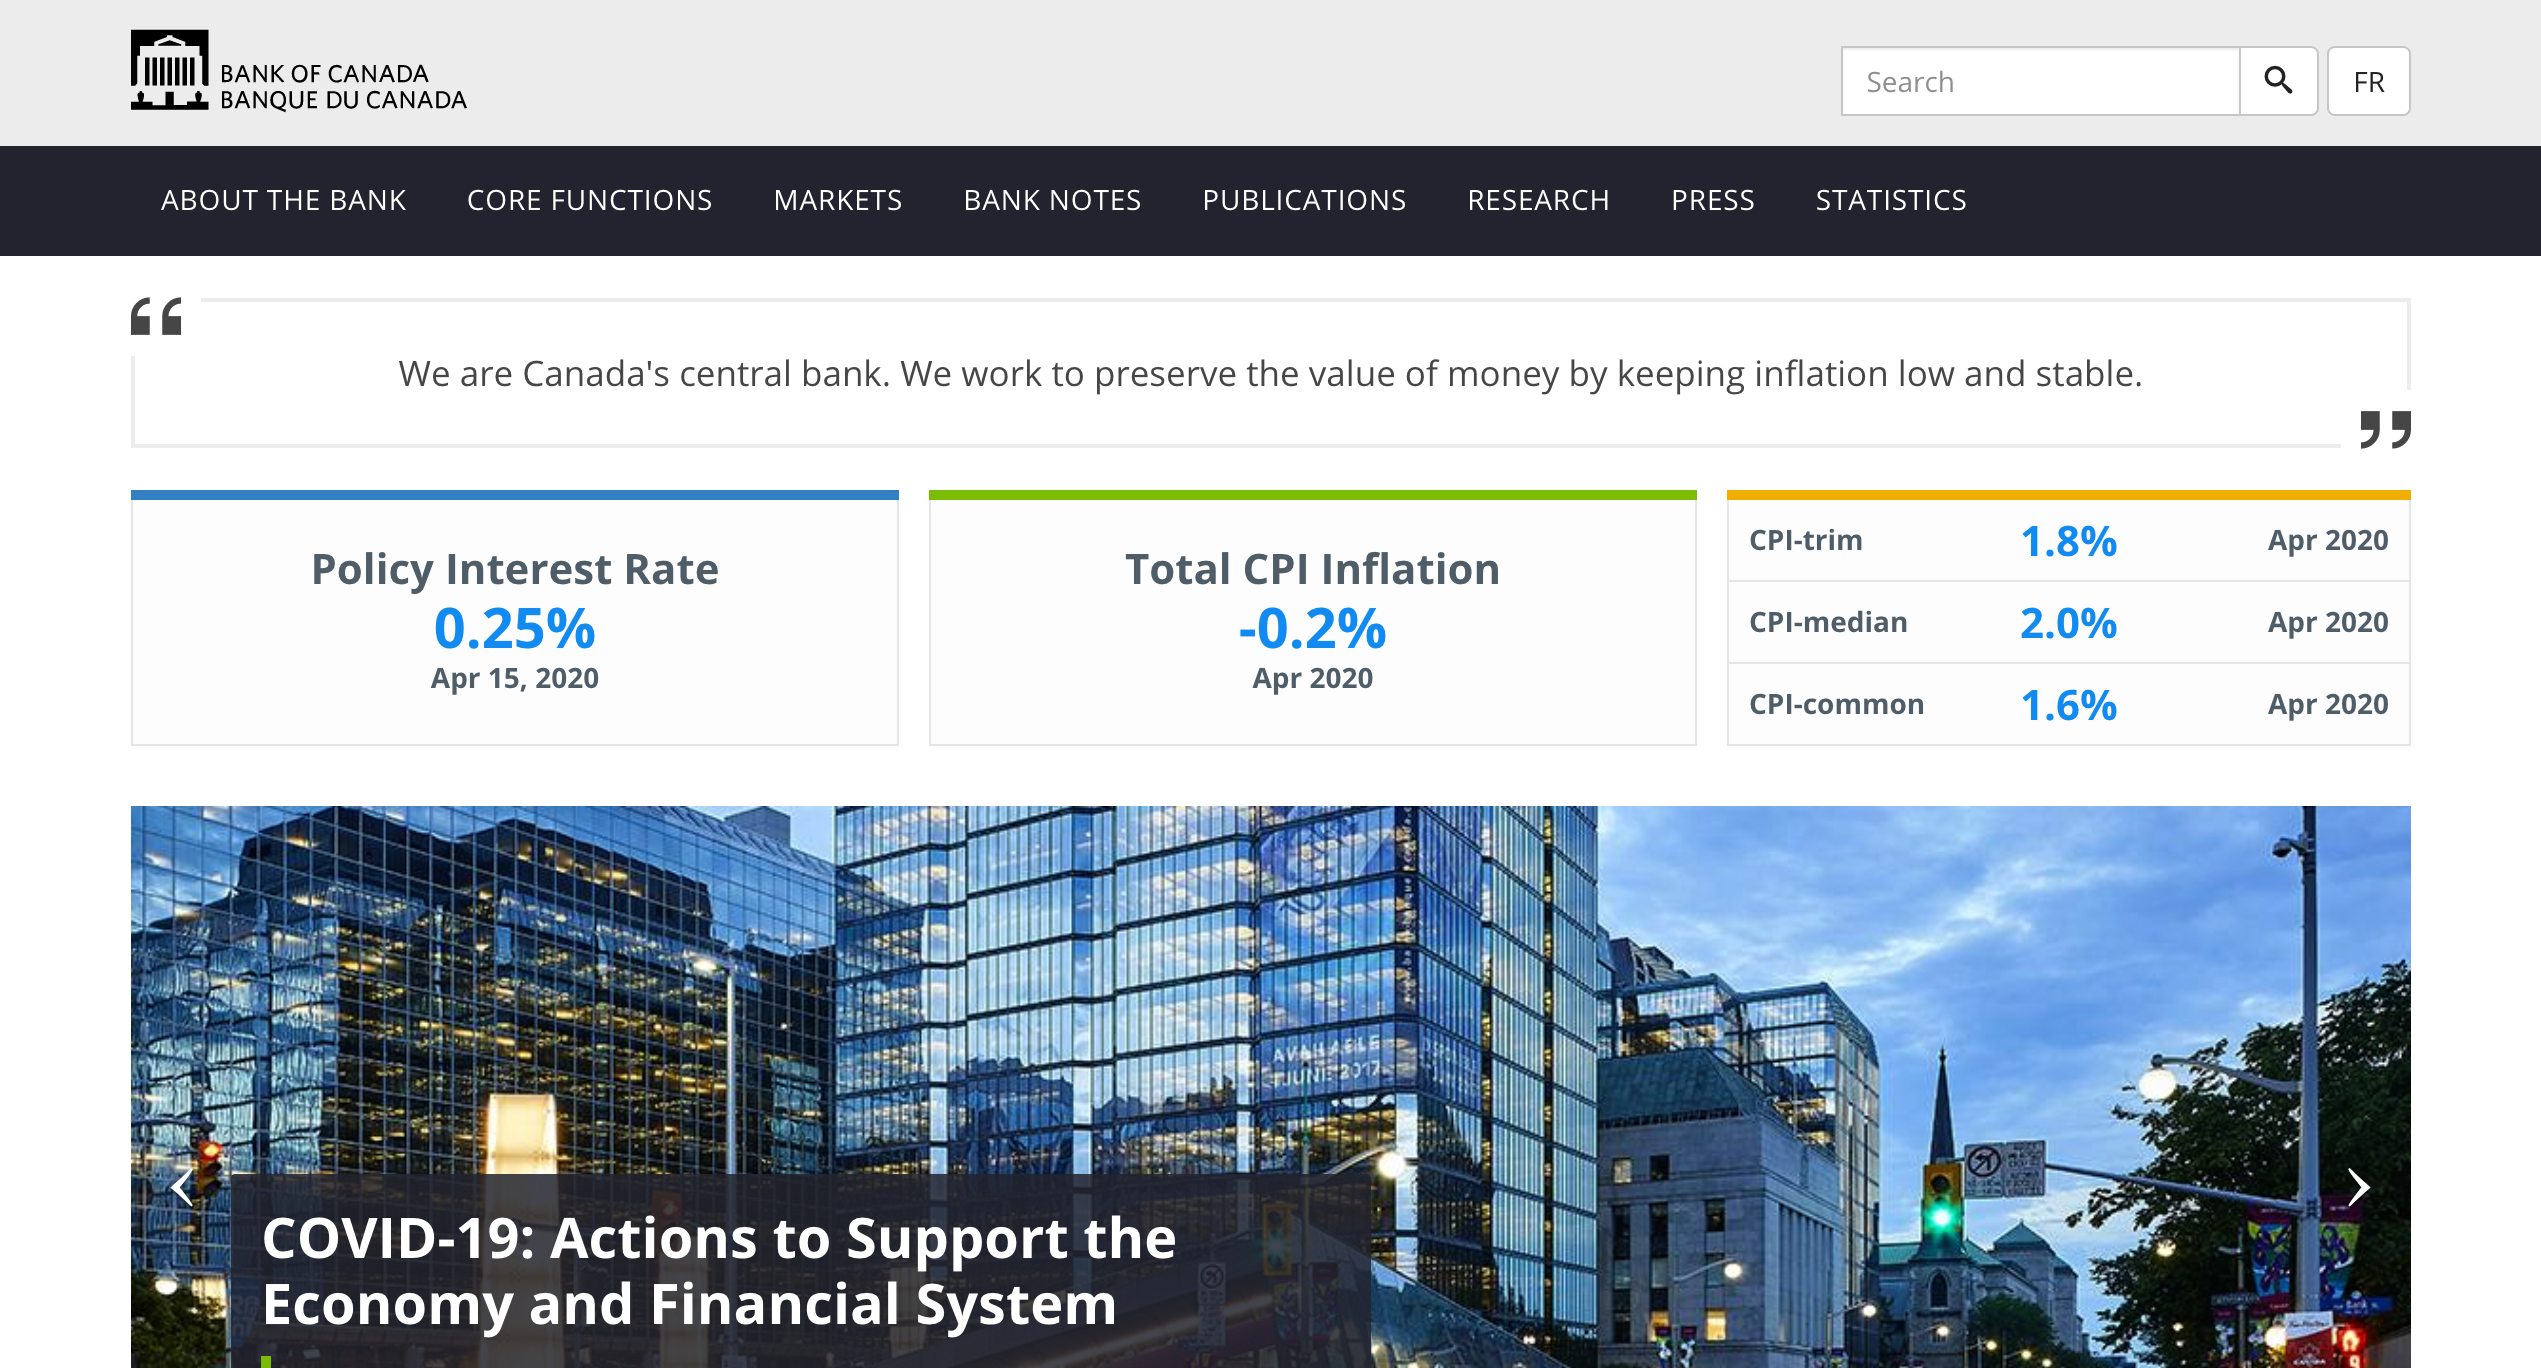 BANK OF CANADA
BANQUE DU CANADA
Search
FR
ABOUT THE BANK CORE FUNCTIONS MARKETS BANK NOTES PUBLICATIONS RESEARCH PRESS STATISTICS
We are Canada's central bank. We work to preserve the value of money by keeping inflation low and stable.
Policy Interest Rate
0.25%
Apr 15, 2020
Total CPI Inflation
-0.2%
Apr 2020
CPI-trim 1.8% Apr 2020
CPI-median 2.0% Apr 2020
CPI-common 1.6% Apr 2020
AVAILABLE
JUNE 2017
COVID-19: Actions to Support the
Economy and Financial System